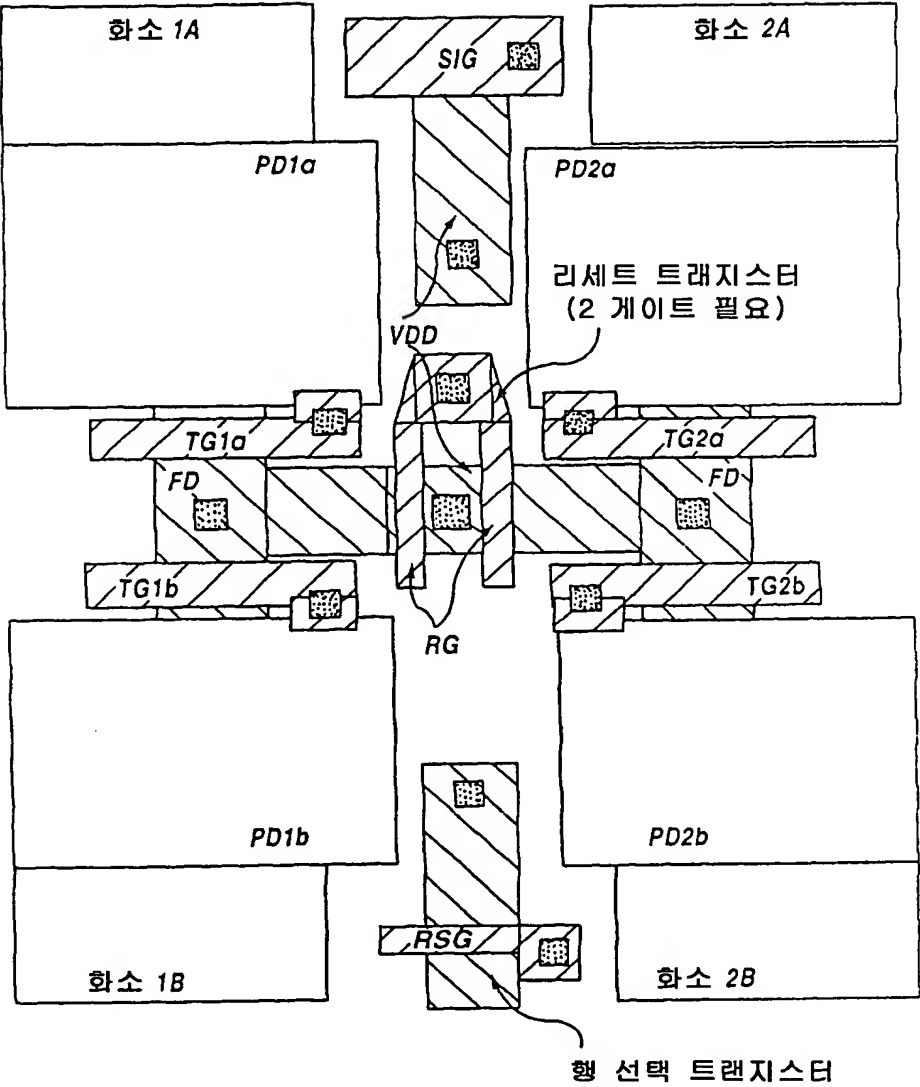 화소 1A
SIG
화소 2A
PD1a
PD2a
리세트 트래지스터
(2 게이트 필요)
VDD
TG1a
TG2a
FD
FD
TG1b
TG2b
RG
PD1b
PD2b
RSG
화소 1B
화소 2B
행 선택 트랜지스터